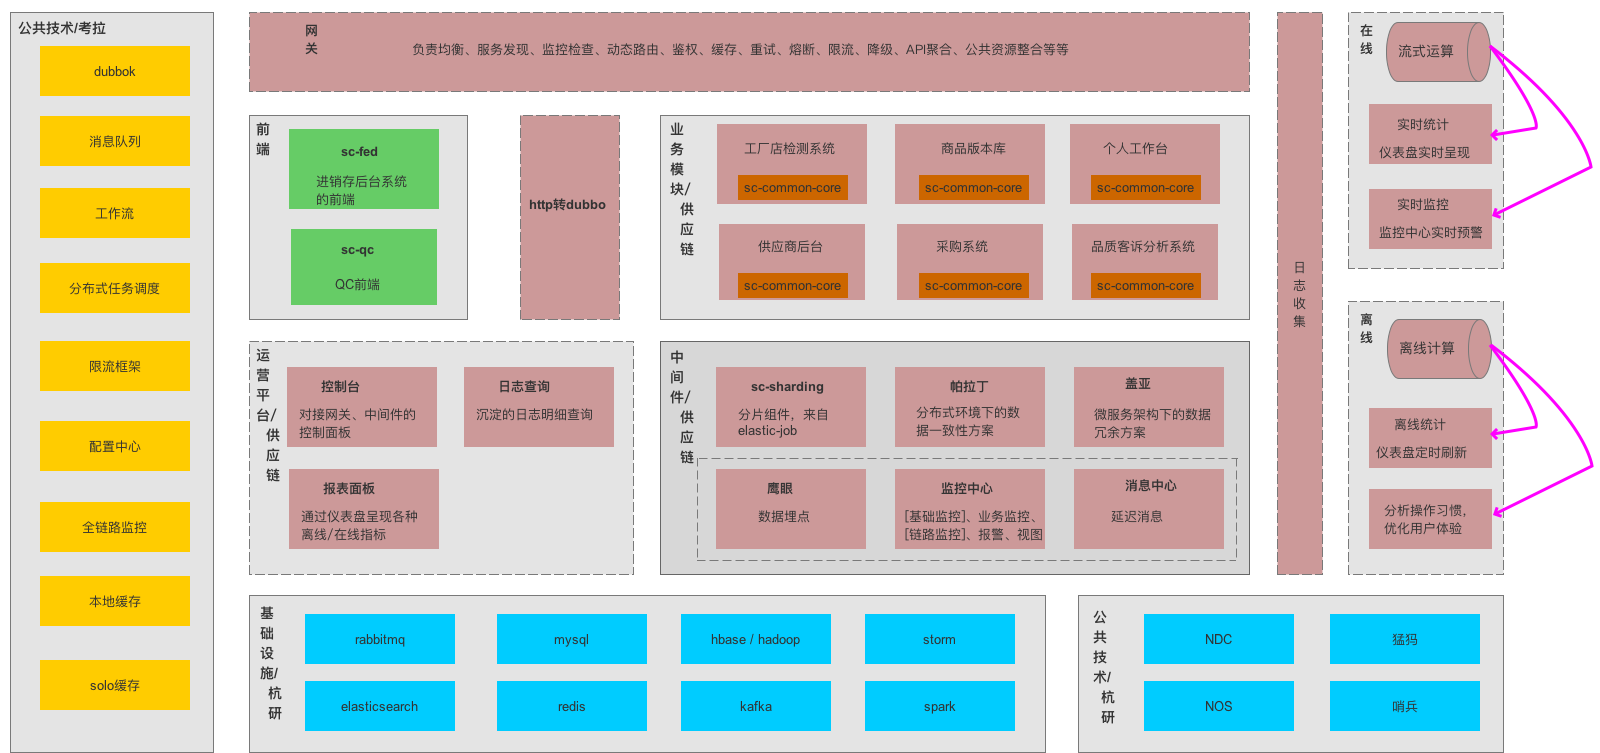 公共技术/考拉
dubbok
消息队列
工作流
分布式任务调度
限流框架
配置中心
全链路监控
本地缓存
solo缓存
网
关
负责均衡、服务发现、监控检查、动态路由、鉴权、缓存、重试、熔断、限流、降级、API聚合、公共资源整合等等
前
端
sc-fed
进销存后台系统
的前端
sc-qc
QC前端
http转dubbo
业
务
模
块/
供
应
链
工厂店检测系统
sc-common-core
商品版本库
sc-common-core
个人工作台
sc-common-core
供应商后台
sc-common-core
采购系统
sc-common-core
品质客诉分析系统
sc-common-core
运
营
平
台/
供
应
链
控制台
对接网关、中间件的
控制面板
日志查询
沉淀的日志明细查询
报表面板
通过仪表盘呈现各种
离线/在线指标
中
间
件/
供
应
链
sc-sharding
分片组件，来自
elastic-job
帕拉丁
分布式环境下的数
据一致性方案
盖亚
微服务架构下的数据
冗余方案
鹰眼
数据埋点
监控中心
[基础监控]、业务监控、
[链路监控]、报警、视图
消息中心
延迟消息
日
志
收
集
在
线
流式运算
实时统计
仪表盘实时呈现
实时监控
监控中心实时预警
离
线
离线计算
离线统计
仪表盘定时刷新
分析操作习惯，
优化用户体验
基
础
设
施/
杭
研
rabbitmq
mysql
hbase / hadoop
storm
elasticsearch
redis
kafka
spark
公
共
技
术/
杭
研
NDC
猛犸
NOS
哨兵